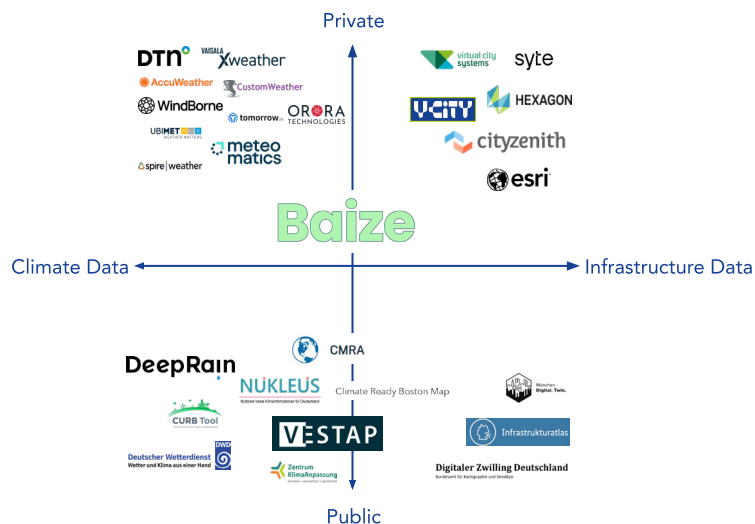 Private
DTN
VAISALA
Xweather
AccuWeather
CustomWeather
WindBorne
tomorrow.io
ORORA
TECHNOLOGIES
UBIMET
WEATHER MATTERS
meteo
matics
spire|weather
virtual city
systems
syte
V-CiTY
HEXAGON
cityzenith
esri
Baize
Climate Data
Infrastructure Data
CMRA
DeepRain
NUKLEUS
Nutzbare lokale Klimainformationen für Deutschland
Climate Ready Boston Map
München.
Digital. Twin.
CURB Tool
VESTAP
Infrastrukturatlas
Deutscher Wetterdienst
Wetter und Klima aus einer Hand
DWD
Zentrum
KlimaAnpassung
Digitaler Zwilling Deutschland
Bundesamt für Kartographie und Geodäsie
Public